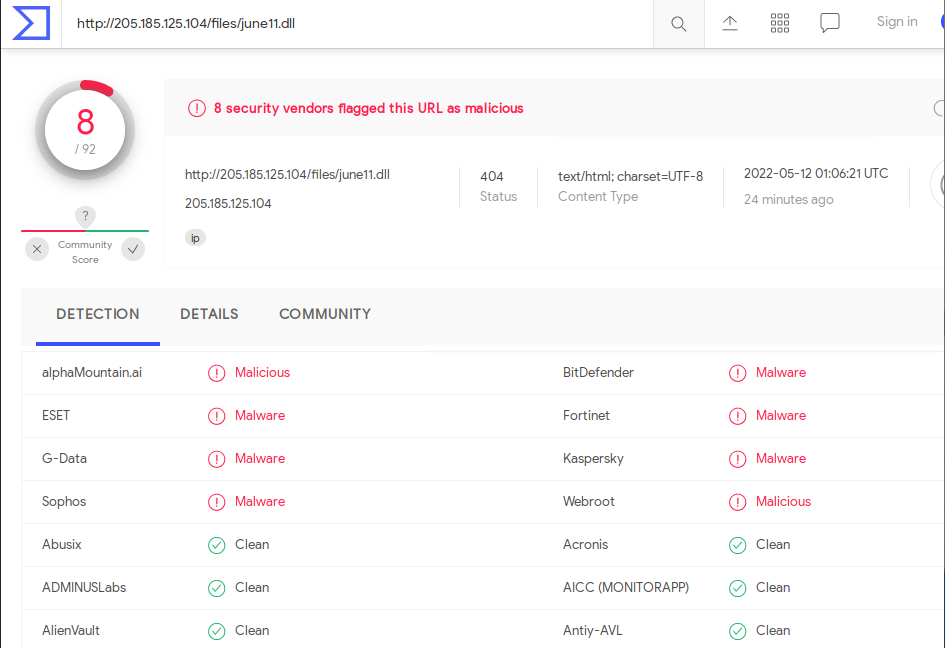 http://205.185.125.104/files/june11.dll
Sign in
8
/ 92
8 security vendors flagged this URL as malicious
http://205.185.125.104/files/june11.dll
205.185.125.104
ip
404
Status
text/html; charset=UTF-8
Content Type
2022-05-12 01:06:21 UTC
24 minutes ago
?
Community
Score
DETECTION DETAILS COMMUNITY
alphaMountain.ai Malicious BitDefender Malware
ESET Malware Fortinet Malware
G-Data Malware Kaspersky Malware
Sophos Malware Webroot Malicious
Abusix Clean Acronis Clean
ADMINUSLabs Clean AICC (MONITORAPP) Clean
AlienVault Clean Antiy-AVL Clean